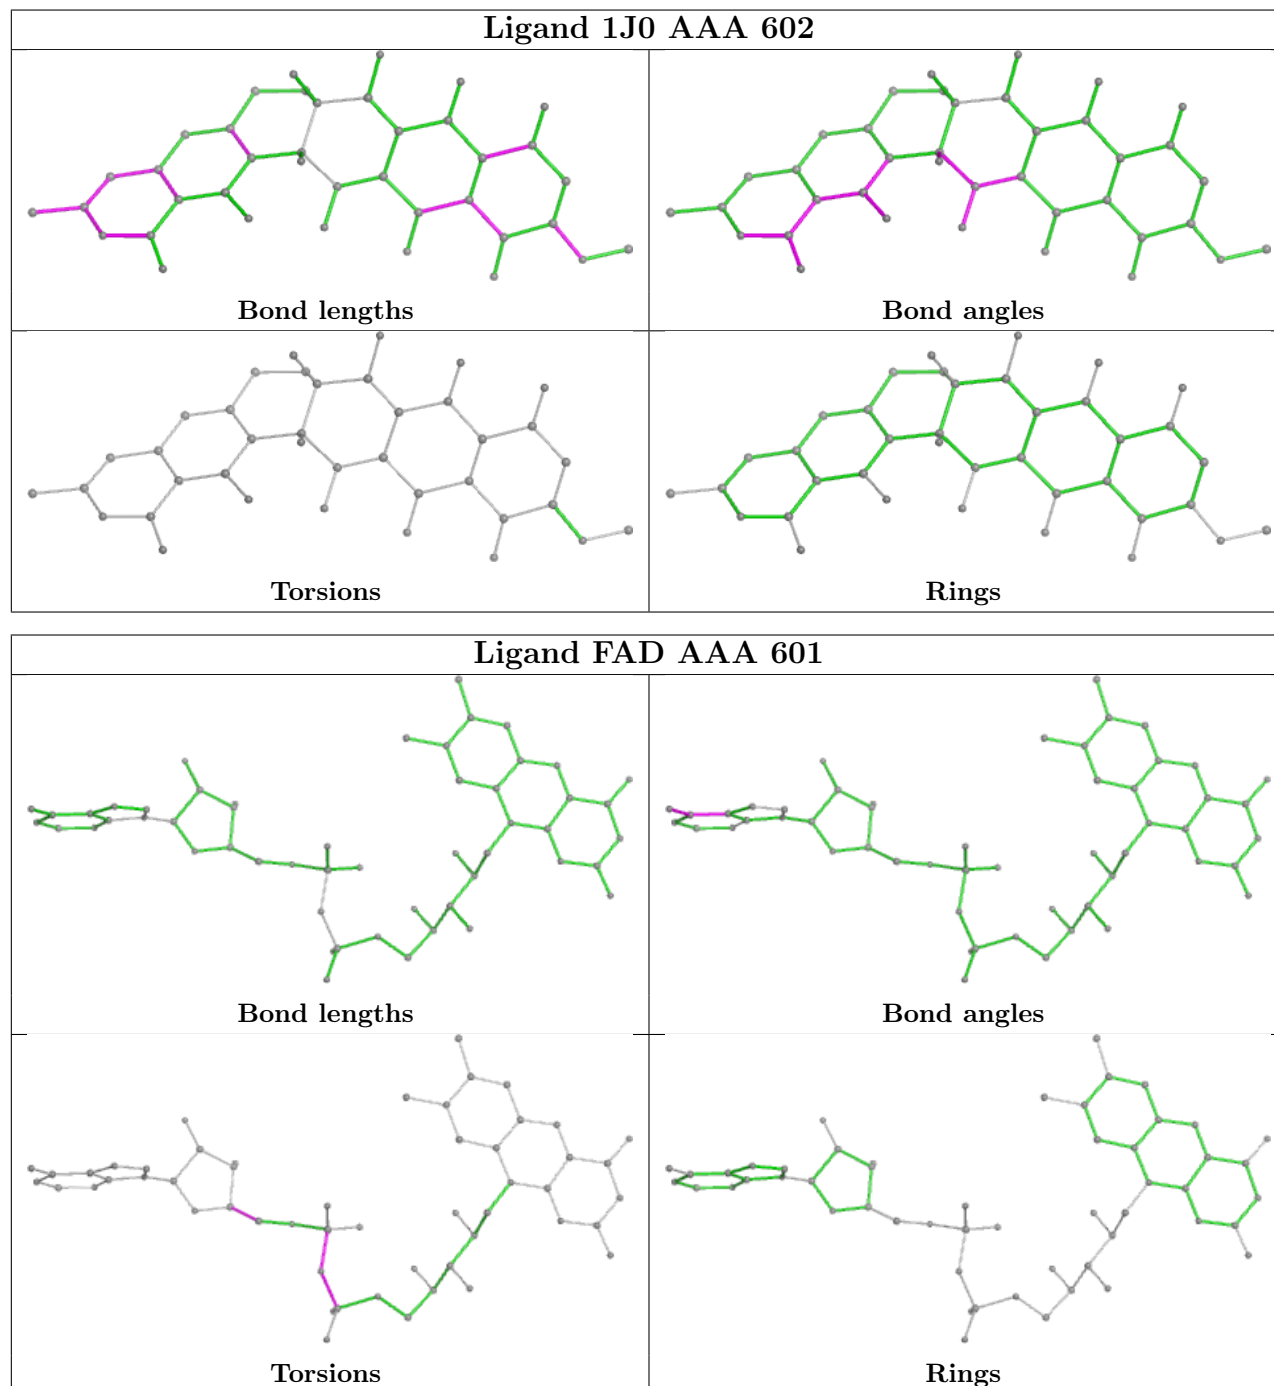 Ligand 1J0 AAA 602
Bond lengths
Bond angles
Torsions
Rings
Ligand FAD AAA 601
Bond lengths
Bond angles
Torsions
Rings